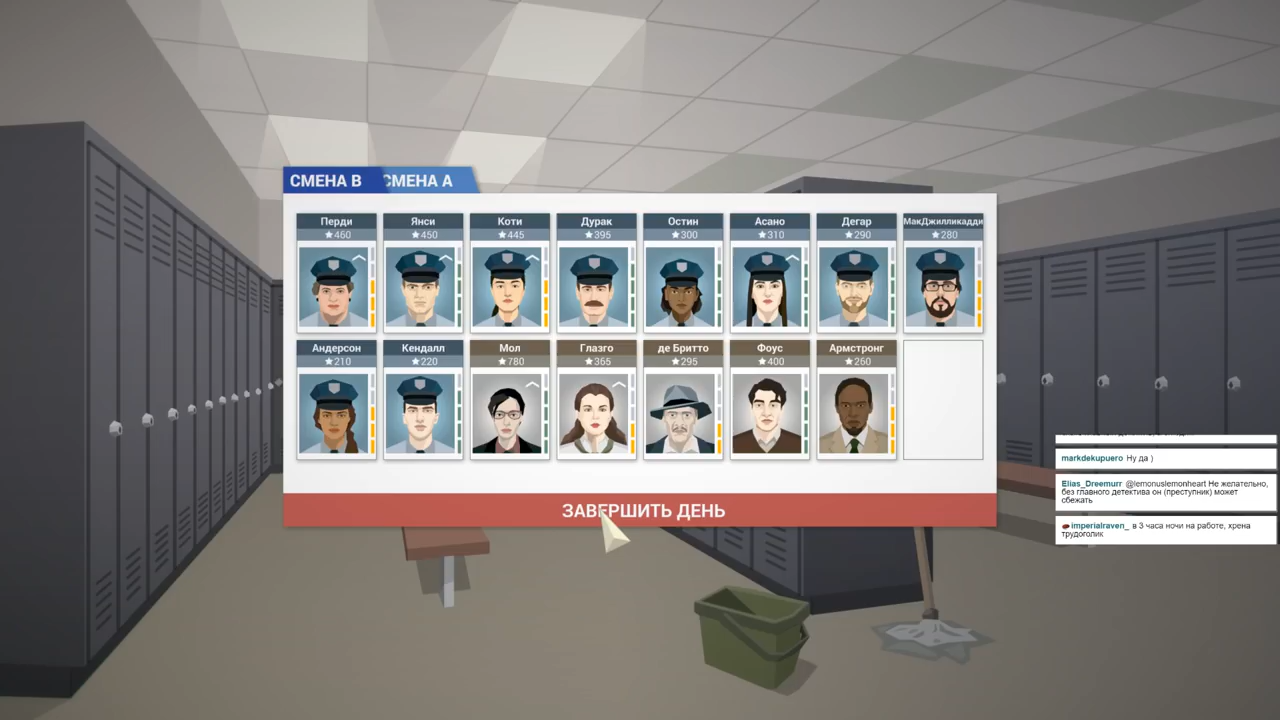 СМЕНА B СМЕНА А
Перди Янси Коти Дурак Остин Асано Дегар МакДжилликадди
★460 ★450 ★445 ★395 ★300 ★310 ★290 ★280
Андерсон Кендалл Мол Глазго де Бритто Фоус Армстронг
★210 ★220 ★780 ★365 ★295 ★400 ★260
ЗАВЕРШИТЬ ДЕНЬ
markdekupuero Ну да )
Elias_Dreemurr @lemonuslemonheart Не желательно,
без главного детектива он (преступник) может
сбежать
imperialraven_ в 3 часа ночи на работе, хрена
трудоголик